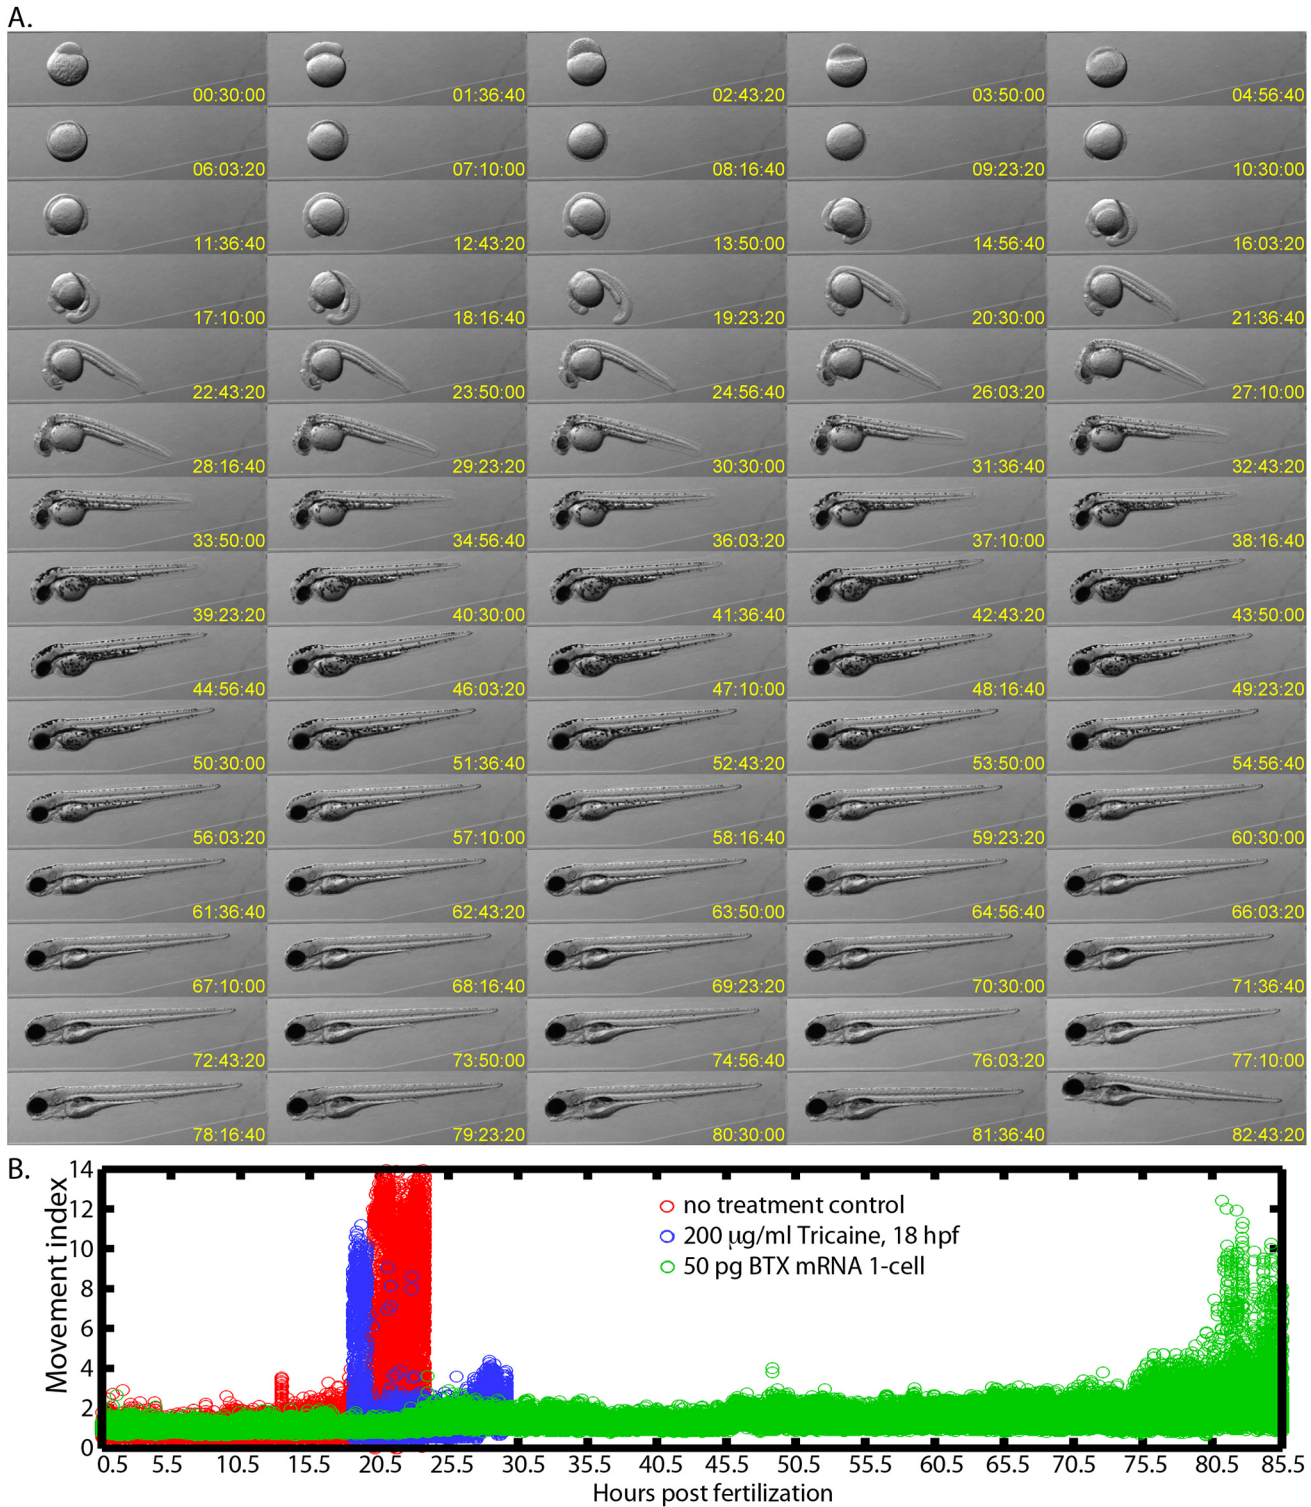 A.
00:30:00 01:36:40 02:43:20 03:50:00 04:56:40
06:03:20 07:10:00 08:16:40 09:23:20 10:30:00
11:36:40 12:43:20 13:50:00 14:56:40 16:03:20
17:10:00 18:16:40 19:23:20 20:30:00 21:36:40
22:43:20 23:50:00 24:56:40 26:03:20 27:10:00
28:16:40 29:23:20 30:30:00 31:36:40 32:43:20
33:50:00 34:56:40 36:03:20 37:10:00 38:16:40
39:23:20 40:30:00 41:36:40 42:43:20 43:50:00
44:56:40 46:03:20 47:10:00 48:16:40 49:23:20
50:30:00 51:36:40 52:43:20 53:50:00 54:56:40
56:03:20 57:10:00 58:16:40 59:23:20 60:30:00
61:36:40 62:43:20 63:50:00 64:56:40 66:03:20
67:10:00 68:16:40 69:23:20 70:30:00 71:36:40
72:43:20 73:50:00 74:56:40 76:03:20 77:10:00
78:16:40 79:23:20 80:30:00 81:36:40 82:43:20
B.
Movement index
14
12
10
8
6
4
2
0
no treatment control
200 µg/ml Tricaine, 18 hpf
50 pg BTX mRNA 1-cell
0.5 5.5 10.5 15.5 20.5 25.5 30.5 35.5 40.5 45.5 50.5 55.5 60.5 65.5 70.5 75.5 80.5 85.5
Hours post fertilization